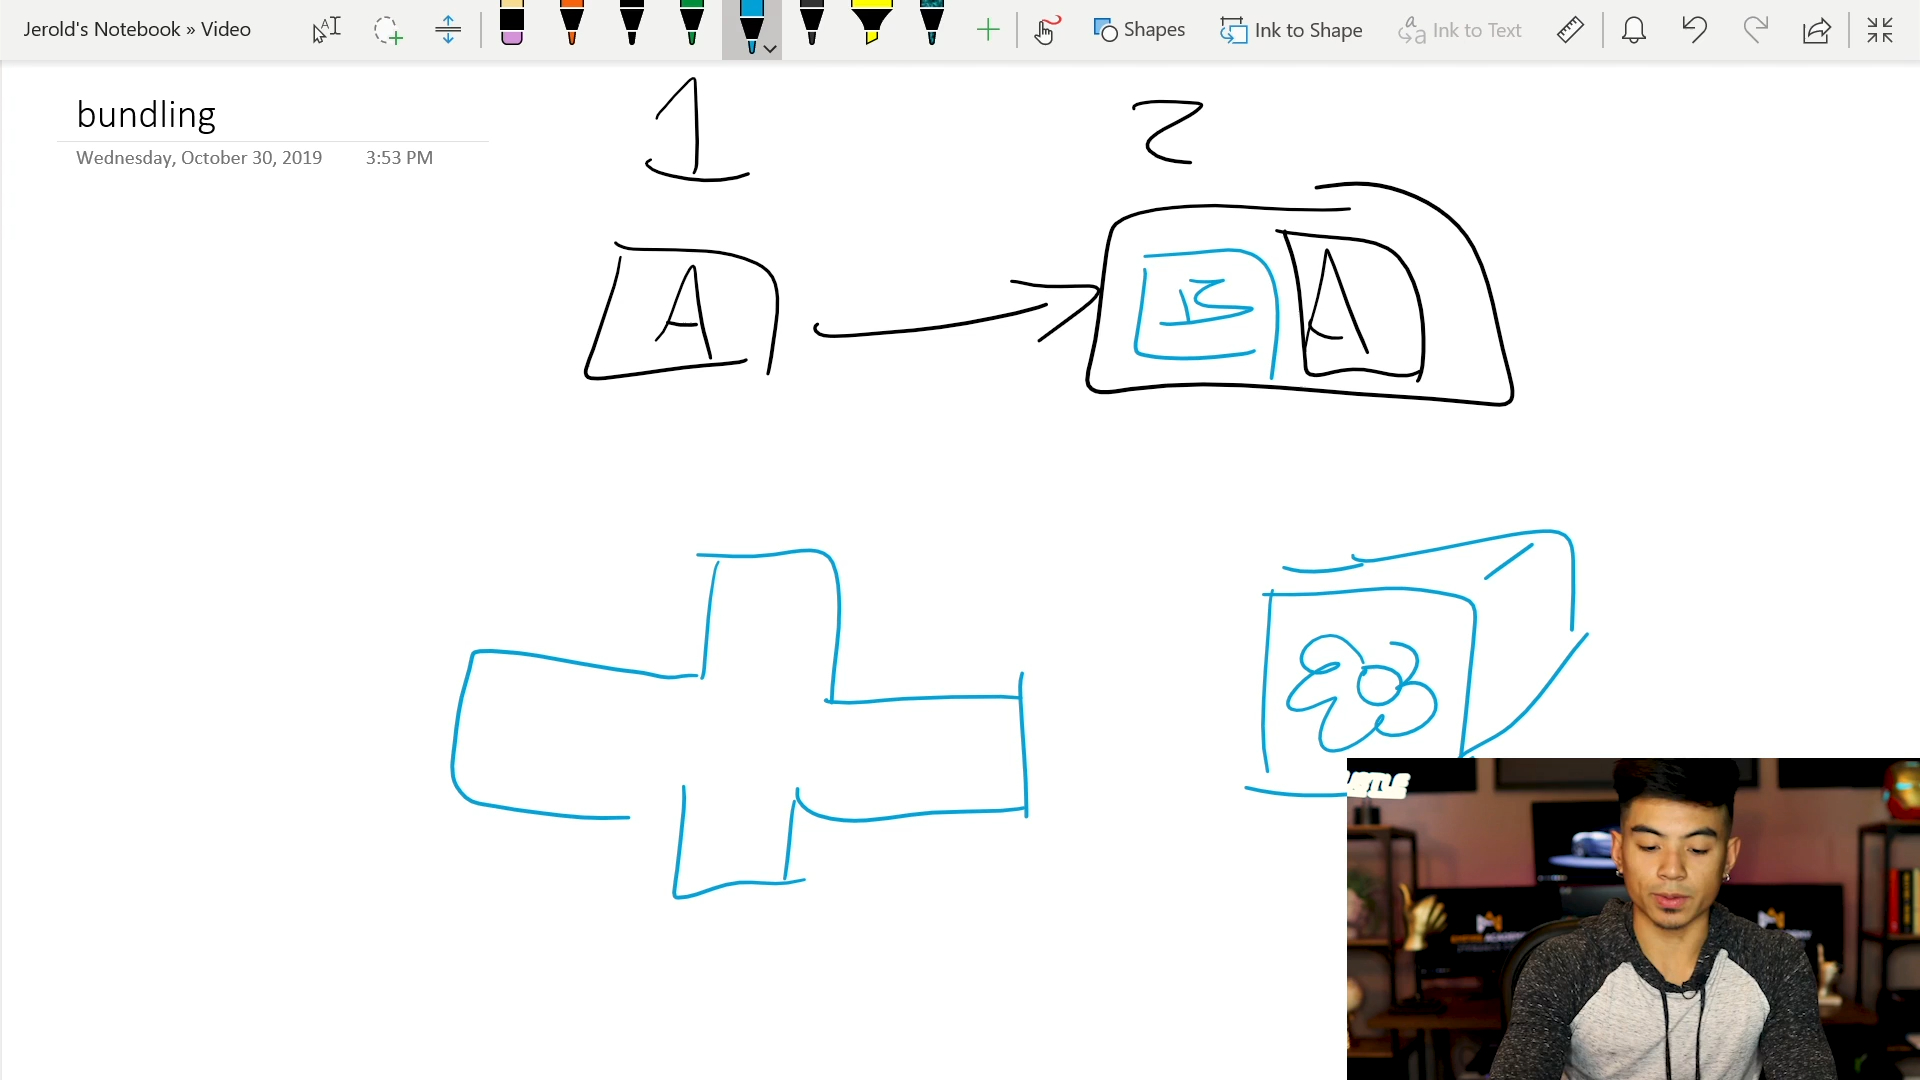 Jerold's Notebook » Video
Shapes
Ink to Shape
Ink to Text
bundling
Wednesday, October 30, 2019 3:53 PM
1
2
A
B
A